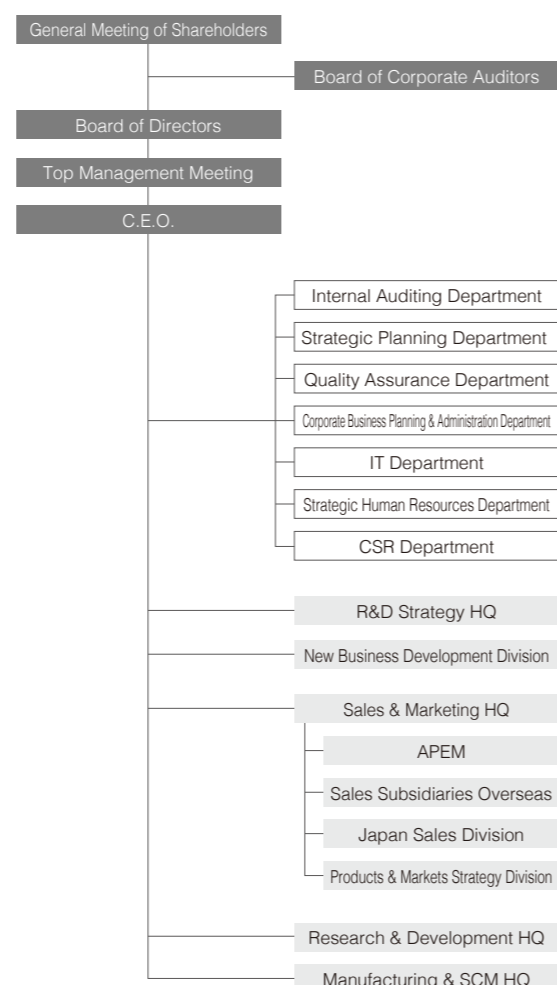 General Meeting of Shareholders
Board of Corporate Auditors
Board of Directors
Top Management Meeting
C.E.O.
Internal Auditing Department
Strategic Planning Department
Quality Assurance Department
Corporate Business Planning & Administration Department
IT Department
Strategic Human Resources Department
CSR Department
R&D Strategy HQ
New Business Development Division
Sales & Marketing HQ
APEM
Sales Subsidiaries Overseas
Japan Sales Division
Products & Markets Strategy Division
Research & Development HQ
Manufacturing & SCM HQ